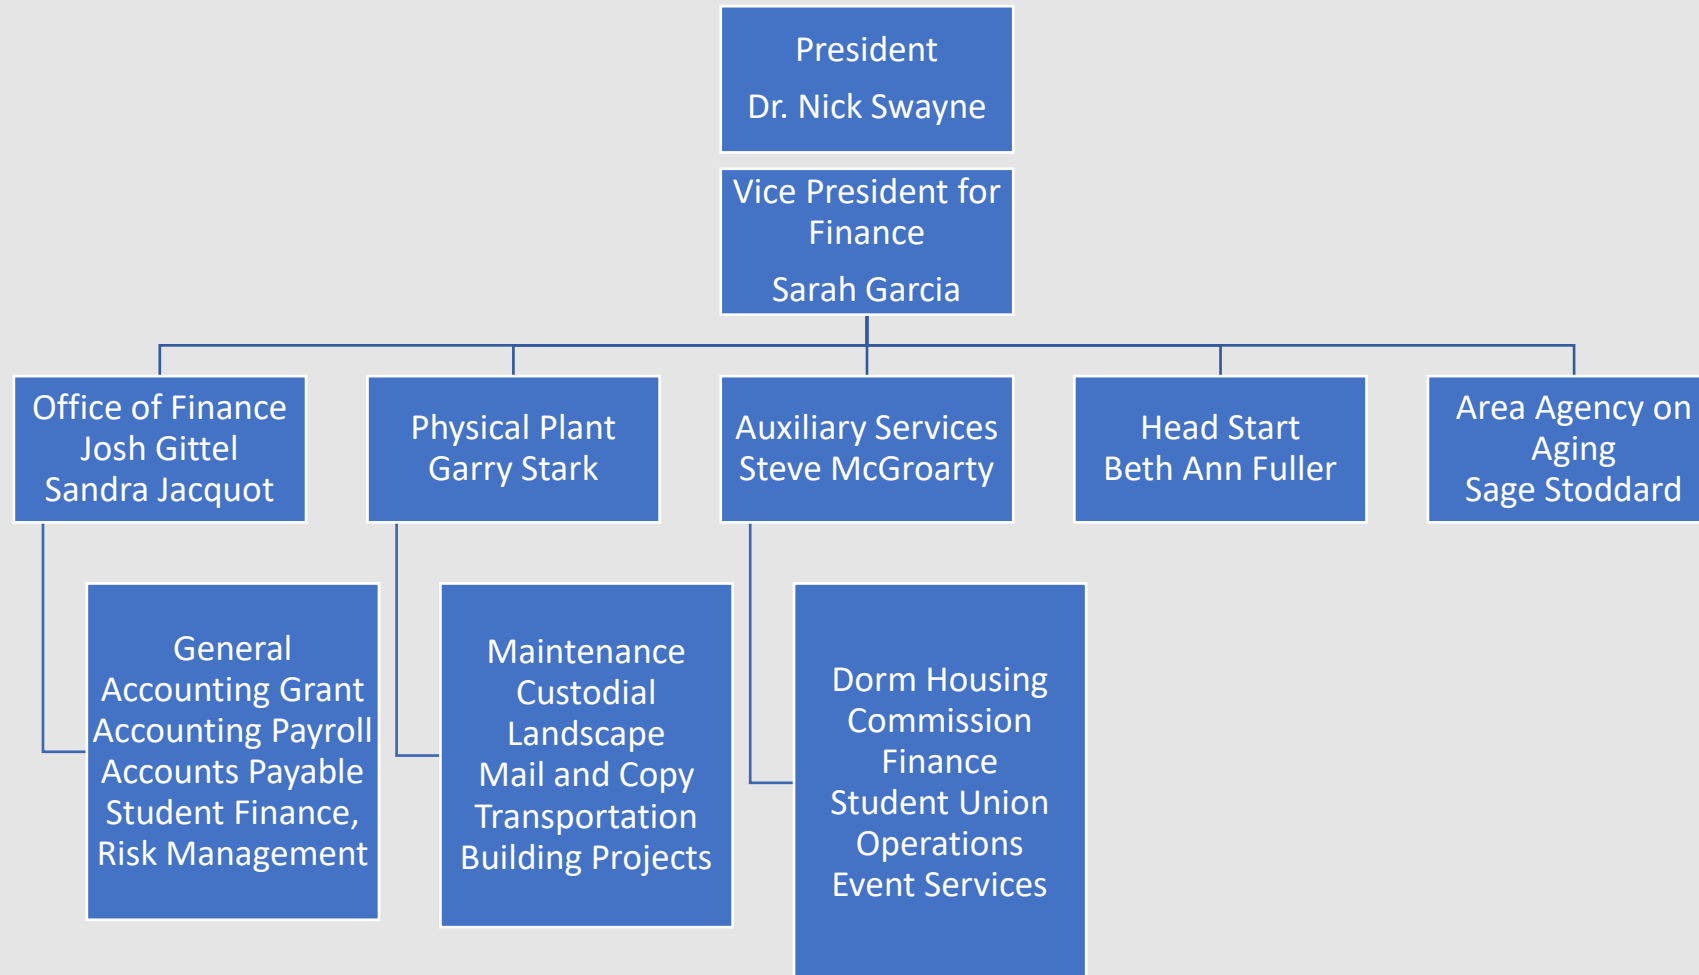 President
Dr. Nick Swayne
Vice President for
Finance
Sarah Garcia
Office of Finance
Josh Gittel
Sandra Jacquot
Physical Plant
Garry Stark
Auxiliary Services
Steve McGroarty
Head Start
Beth Ann Fuller
Area Agency on
Aging
Sage Stoddard
General
Accounting Grant
Accounting Payroll
Accounts Payable
Student Finance,
Risk Management
Maintenance
Custodial
Landscape
Mail and Copy
Transportation
Building Projects
Dorm Housing
Commission
Finance
Student Union
Operations
Event Services